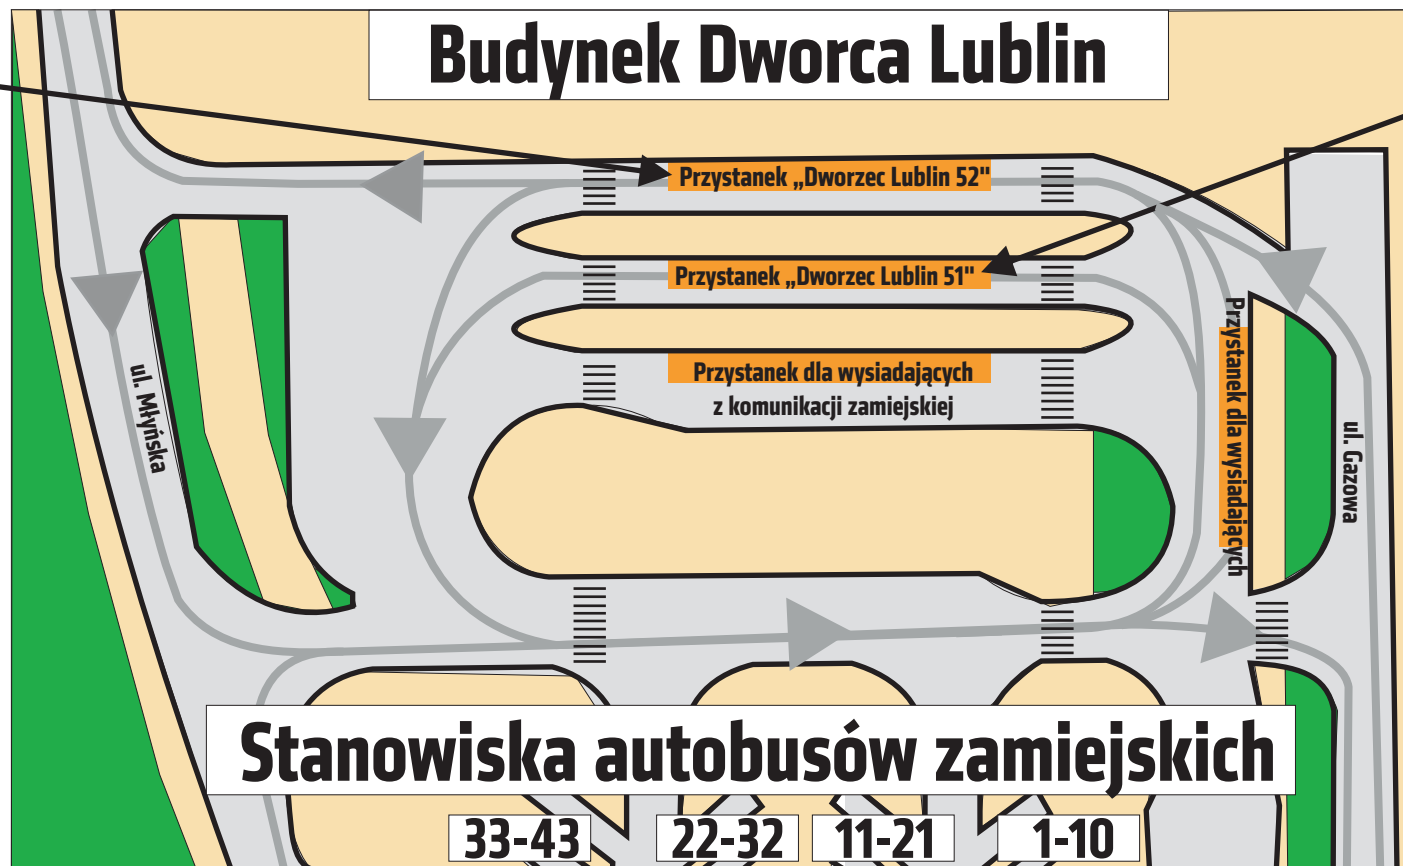 Budynek Dworca Lublin
Przystanek „Dworzec Lublin 52"
Przystanek „Dworzec Lublin 51"
Przystanek dla wysiadających
z komunikacji zamiejskiej
Przystanek dla wysiadających
ul. Młyńska
ul. Gazowa
Stanowiska autobusów zamiejskich
33-43
22-32
11-21
1-10